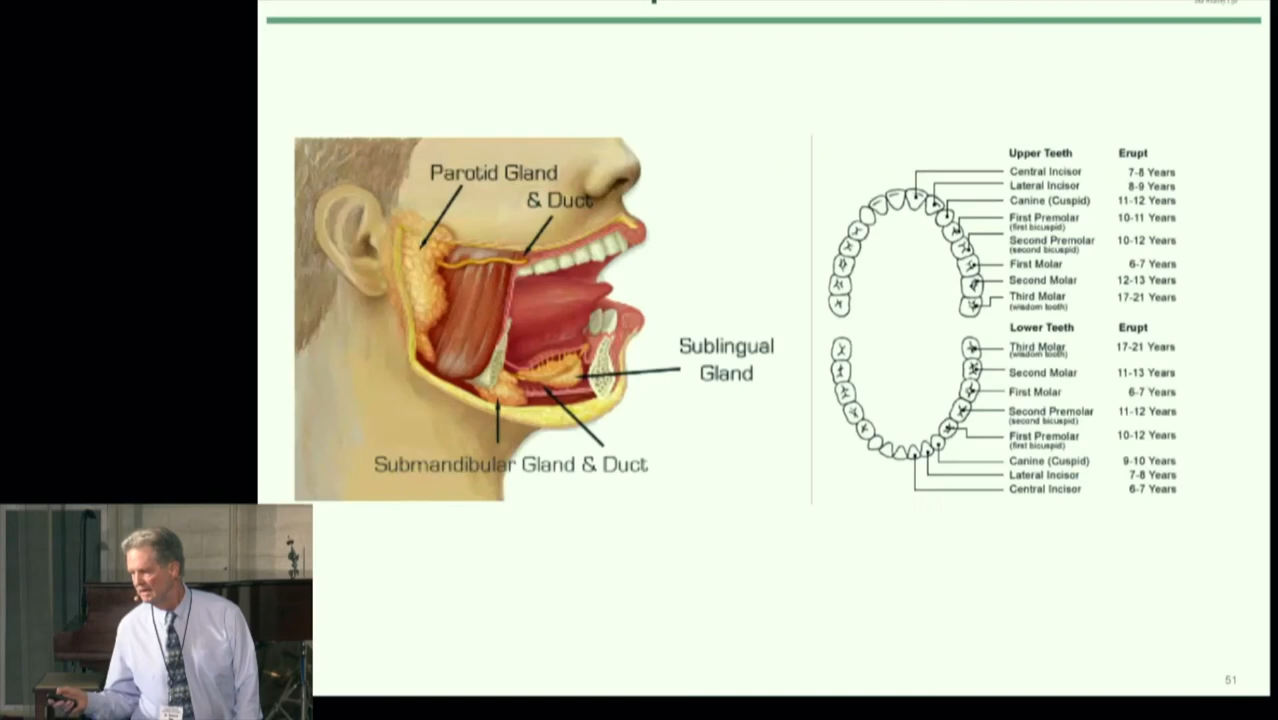 Parotid Gland
& Duct
Sublingual
Gland
Submandibular Gland & Duct
Upper Teeth Erupt
Central Incisor 7-8 Years
Lateral Incisor 8-9 Years
Canine (Cuspid) 11-12 Years
First Premolar 10-11 Years
(first bicuspid)
Second Premolar 10-12 Years
(second bicuspid)
First Molar 6-7 Years
Second Molar 12-13 Years
Third Molar 17-21 Years
(wisdom tooth)
Lower Teeth Erupt
Third Molar 17-21 Years
(wisdom tooth)
Second Molar 11-13 Years
First Molar 6-7 Years
Second Premolar 11-12 Years
(second bicuspid)
First Premolar 10-12 Years
(first bicuspid)
Canine (Cuspid) 9-10 Years
Lateral Incisor 7-8 Years
Central Incisor 6-7 Years
51